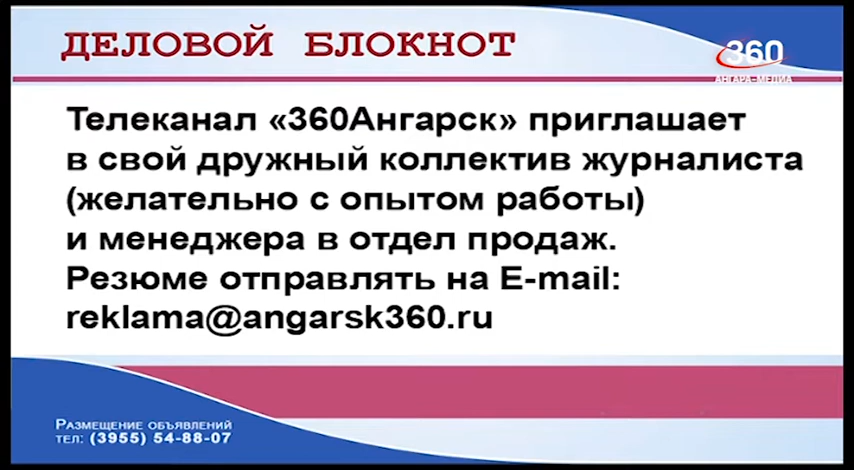 ДЕЛОВОЙ БЛОКНОТ
360
АНГАРА-МЕДИА
Телеканал «360Ангарск» приглашает
в свой дружный коллектив журналиста
(желательно с опытом работы)
и менеджера в отдел продаж.
Резюме отправлять на E-mail:
reklama@angarsk360.ru
Размещение объявлений
тел: (3955) 54-88-07